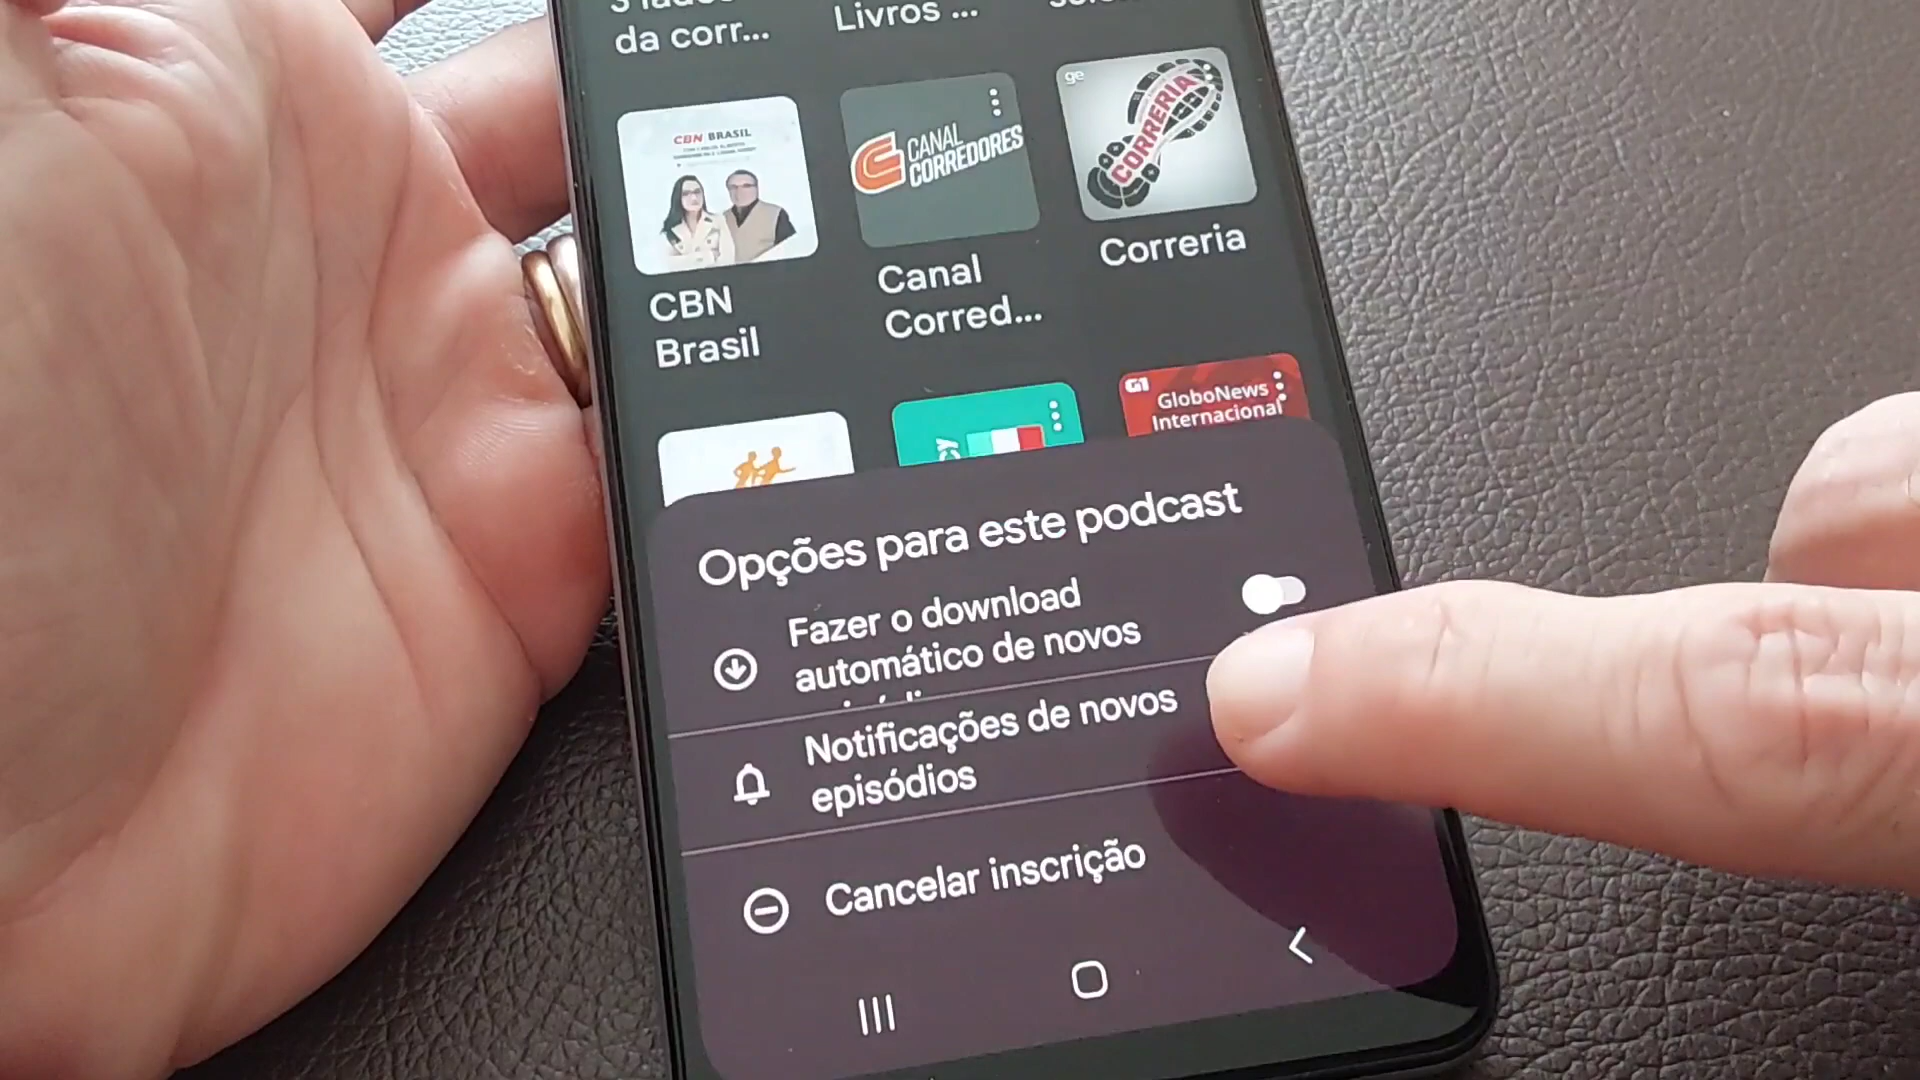 da corr...
Livros ...
CBN BRASIL
CANAL
CORREDORES
ge
CORRERIA
CBN
Brasil
Canal
Corred...
Correria
G1
GloboNews
Internacional
Opções para este podcast
Fazer o download
automático de novos
Notificações de novos
episódios
Cancelar inscrição